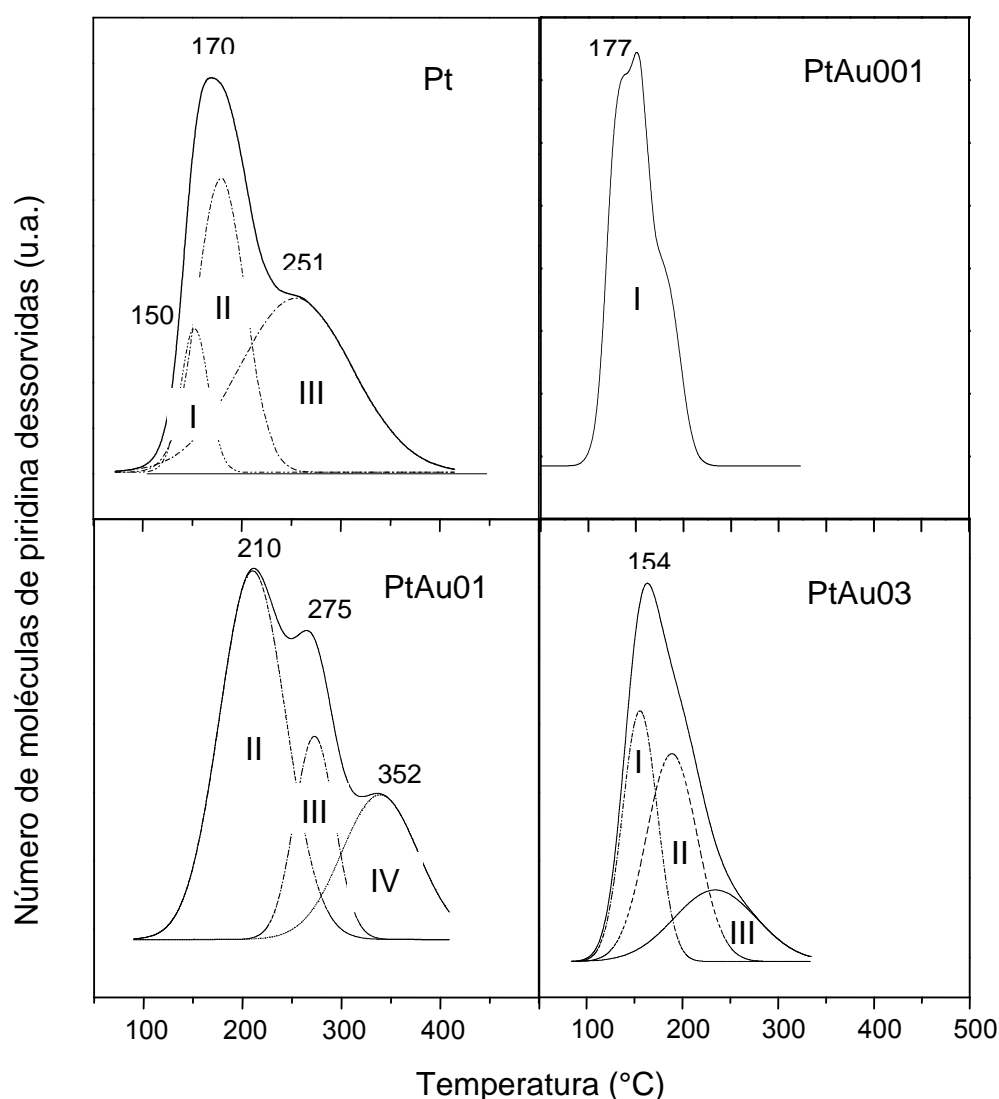 Número de moléculas de piridina dessorvidas (u.a.)
170
Pt
251
150
II
III
I
177
PtAu001
I
210
PtAu01
275
II
352
III
IV
154
PtAu03
I
II
III
100 200 300 400
100 200 300 400 500
Temperatura (°C)